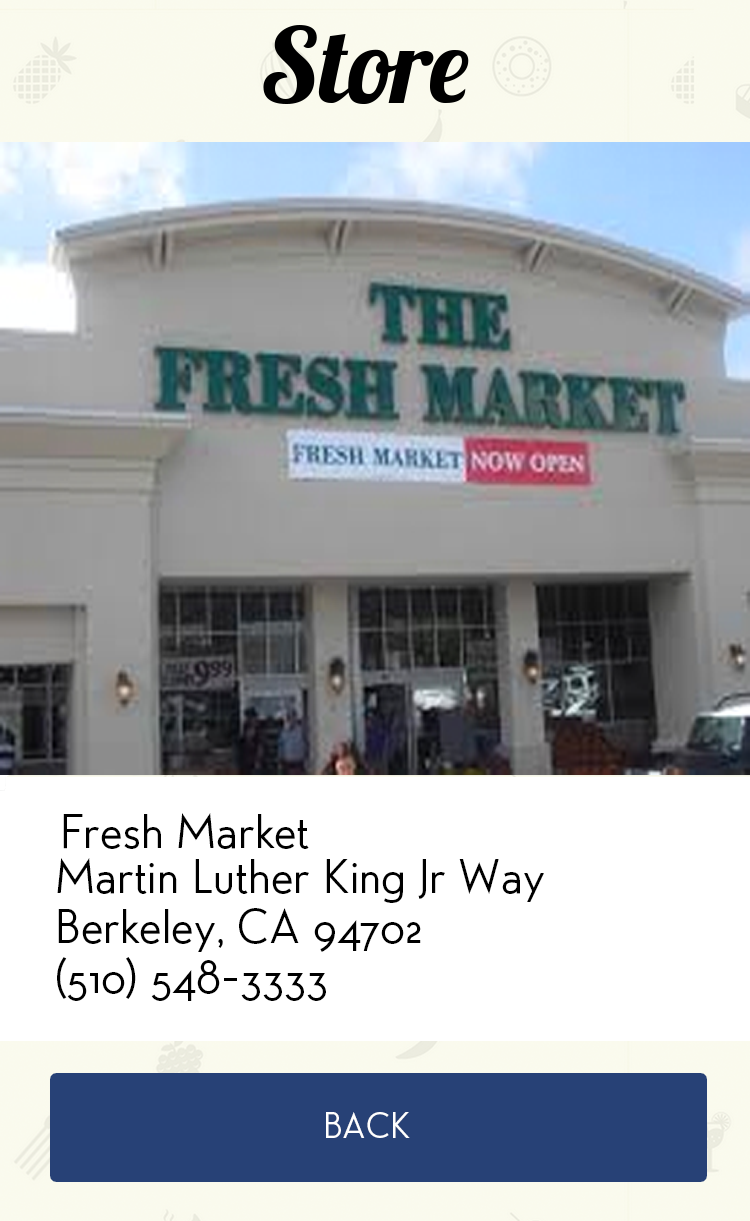 Store
THE
FRESH MARKET
FRESH MARKET NOW OPEN
9.99
Fresh Market
Martin Luther King Jr Way
Berkeley, CA 94702
(510) 548-3333
BACK